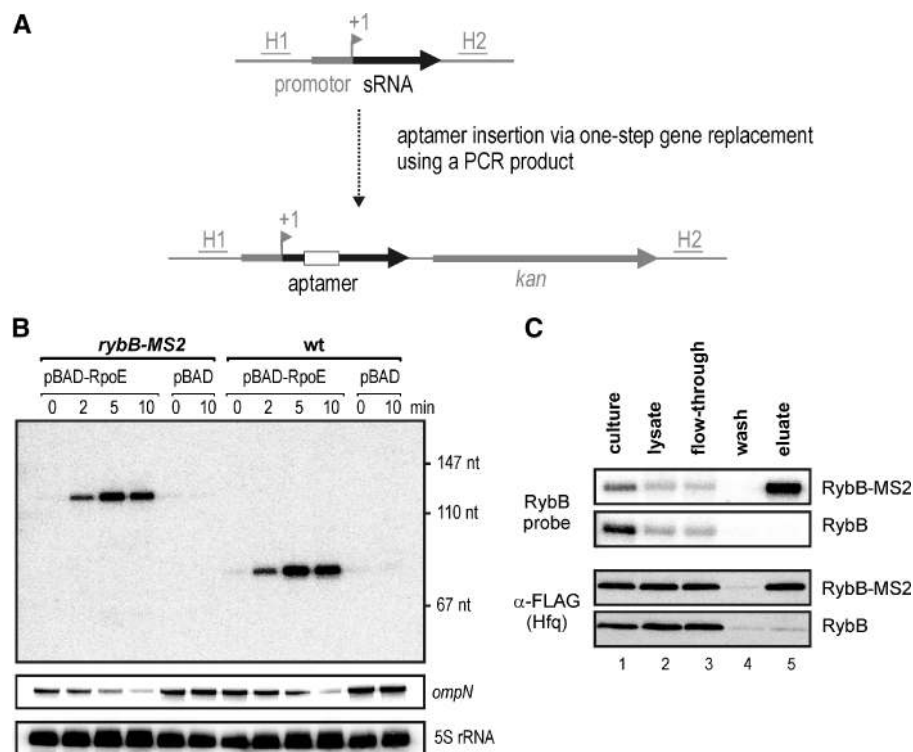 A
+1
H1
H2
promotor
sRNA
aptamer insertion via one-step gene replacement
using a PCR product
+1
H1
H2
aptamer
kan
B
rybB-MS2
wt
pBAD-RpoE
pBAD
pBAD-RpoE
pBAD
0 2 5 10 0 10 0 2 5 10 0 10 min
147 nt
110 nt
67 nt
ompN
5S rRNA
C
culture
lysate
flow-through
wash
eluate
RybB
probe
RybB-MS2
RybB
α-FLAG
(Hfq)
RybB-MS2
RybB
1 2 3 4 5